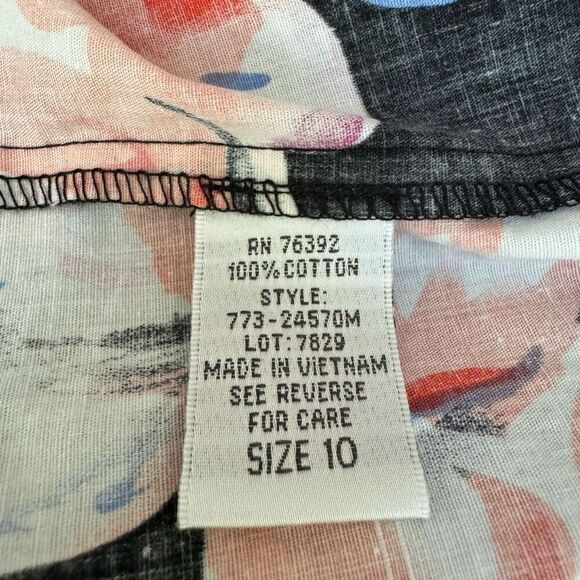 RN 76392
100% COTTON
STYLE:
773-24570M
LOT: 7829
MADE IN VIETNAM
SEE REVERSE
FOR CARE
SIZE 10